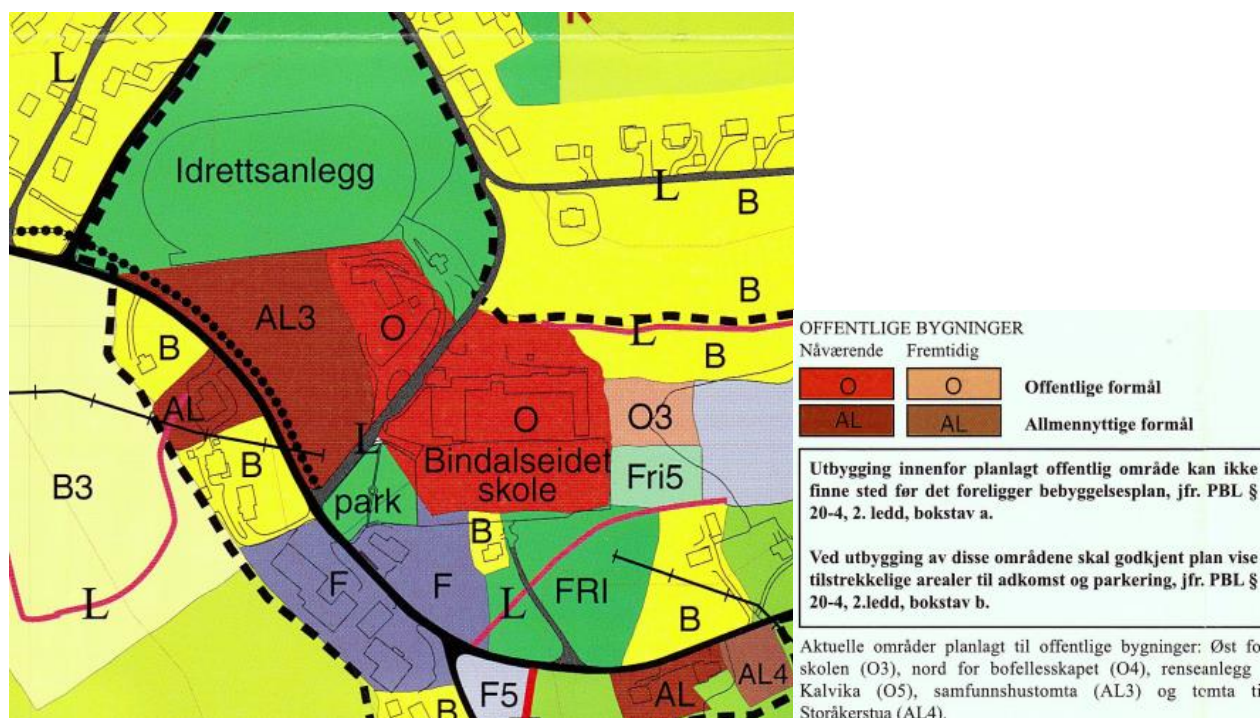 K
L
Idrettsanlegg
L
B
B
AL3
O
L
B
B
AL
L
O
O3
B3
B
Bindalseidet
skole
Fri5
park
B
F
F
L
L
FRI
B
F5
AL
AL4
B
OFFENTLIGE BYGNINGER
Nåværende Fremtidig
O O Offentlige formål
AL AL Allmennyttige formål
Utbygging innenfor planlagt offentlig område kan ikke
finne sted før det foreligger bebyggelsesplan, jfr. PBL §
20-4, 2. ledd, bokstav a.
Ved utbygging av disse områdene skal godkjent plan vise
tilstrekkelige arealer til adkomst og parkering, jfr. PBL §
20-4, 2.ledd, bokstav b.
Aktuelle områder planlagt til offentlige bygninger: Øst fo
skolen (O3), nord for bofellesskapet (O4), renseanlegg
Kalvika (O5), samfunnshustomta (AL3) og tomta ti
Storåkerstua (AL4).